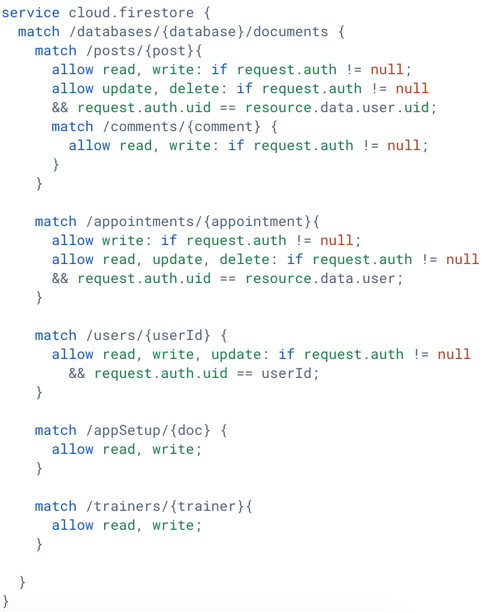 service cloud.firestore {
  match /databases/{database}/documents {
    match /posts/{post}{
      allow read, write: if request.auth != null;
      allow update, delete: if request.auth != null
      && request.auth.uid == resource.data.user.uid;
      match /comments/{comment} {
        allow read, write: if request.auth != null;
      }
    }

    match /appointments/{appointment}{
      allow write: if request.auth != null;
      allow read, update, delete: if request.auth != null
      && request.auth.uid == resource.data.user;
    }

    match /users/{userId} {
      allow read, write, update: if request.auth != null
        && request.auth.uid == userId;
    }

    match /appSetup/{doc} {
      allow read, write;
    }

    match /trainers/{trainer}{
      allow read, write;
    }

  }
}